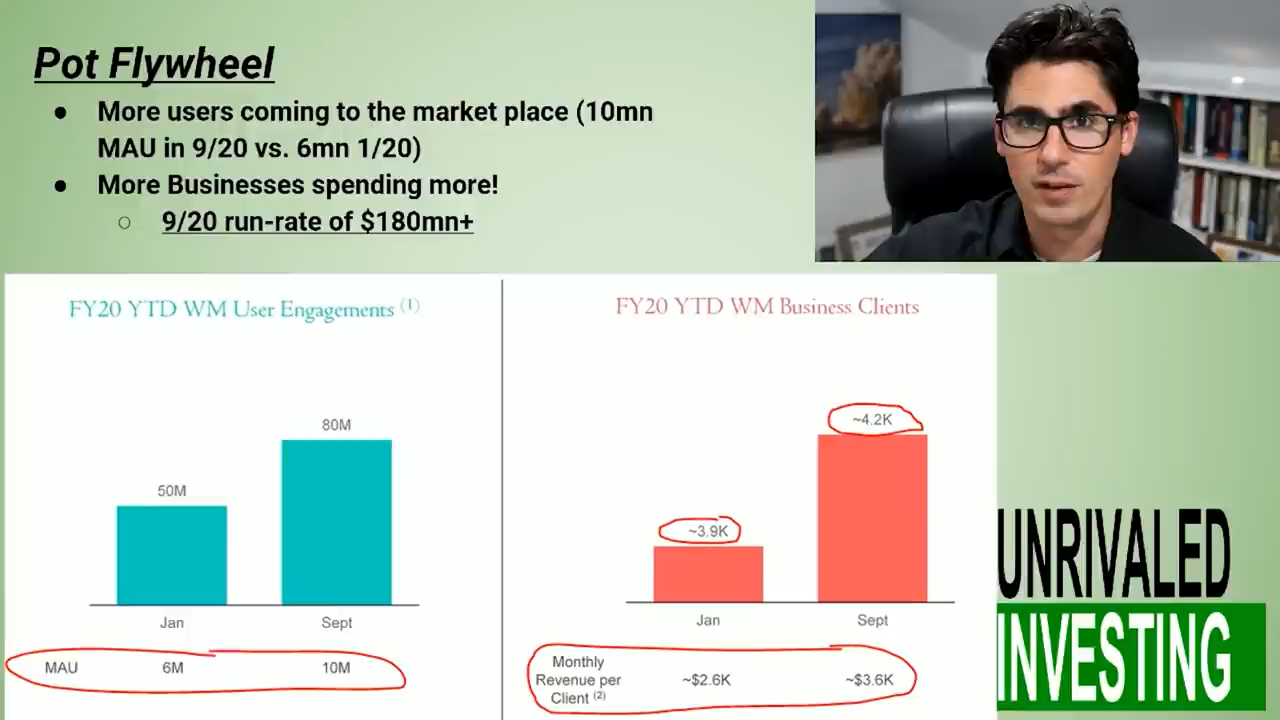 Pot Flywheel
● More users coming to the market place (10mn
MAU in 9/20 vs. 6mn 1/20)
● More Businesses spending more!
○ 9/20 run-rate of $180mn+
FY20 YTD WM User Engagements (1)
80M
50M
Jan Sept
MAU 6M 10M
FY20 YTD WM Business Clients
~4.2K
~3.9K
Jan Sept
Monthly
Revenue per
Client (2)
~$2.6K ~$3.6K
UNRIVALED
INVESTING